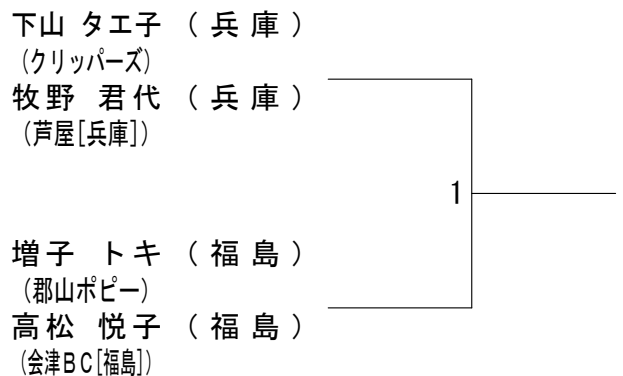 下山 タエ子 （ 兵 庫 ）
(クリッパーズ)
牧野 君代 （ 兵 庫 ）
(芦屋[兵庫])
1
増子 トキ （ 福 島 ）
(郡山ポピー)
高松 悦子 （ 福 島 ）
(会津ＢＣ[福島])